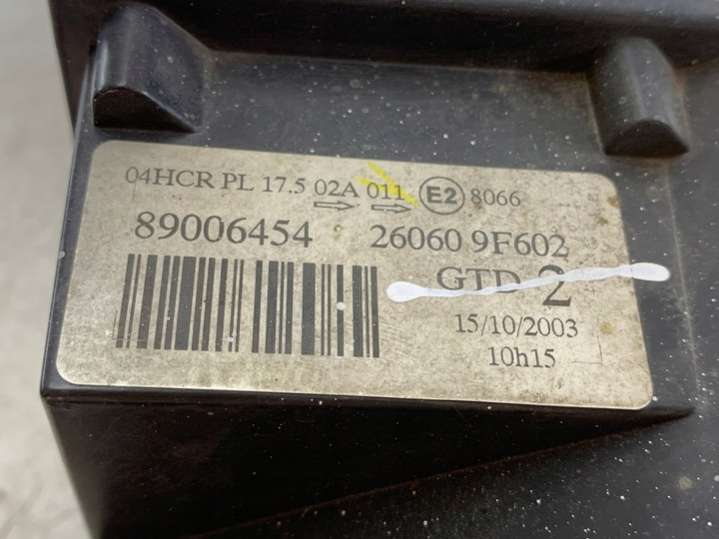 04HCR PL 17.5 02A 011 E2 8066
89006454 26060 9F602
GTD 2
15/10/2003
10h15